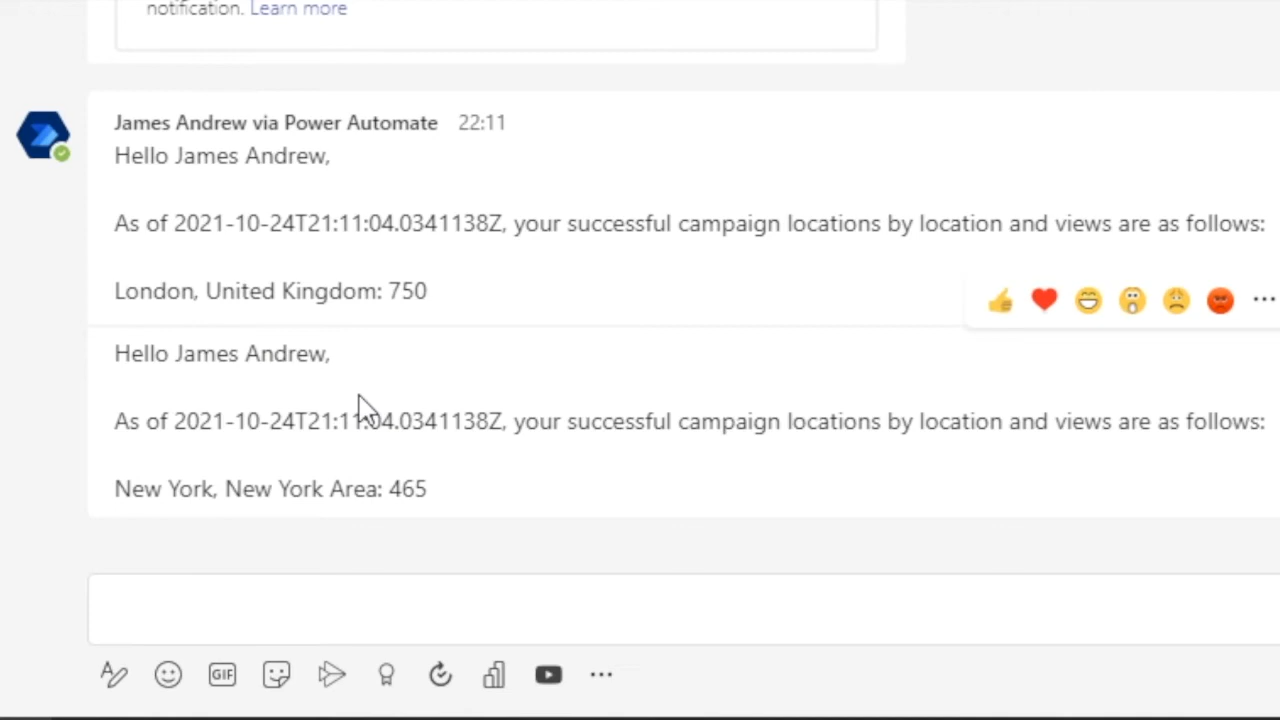 notification. Learn more
James Andrew via Power Automate 22:11
Hello James Andrew,
As of 2021-10-24T21:11:04.0341138Z, your successful campaign locations by location and views are as follows:
London, United Kingdom: 750
Hello James Andrew,
As of 2021-10-24T21:11:04.0341138Z, your successful campaign locations by location and views are as follows:
New York, New York Area: 465
GIF